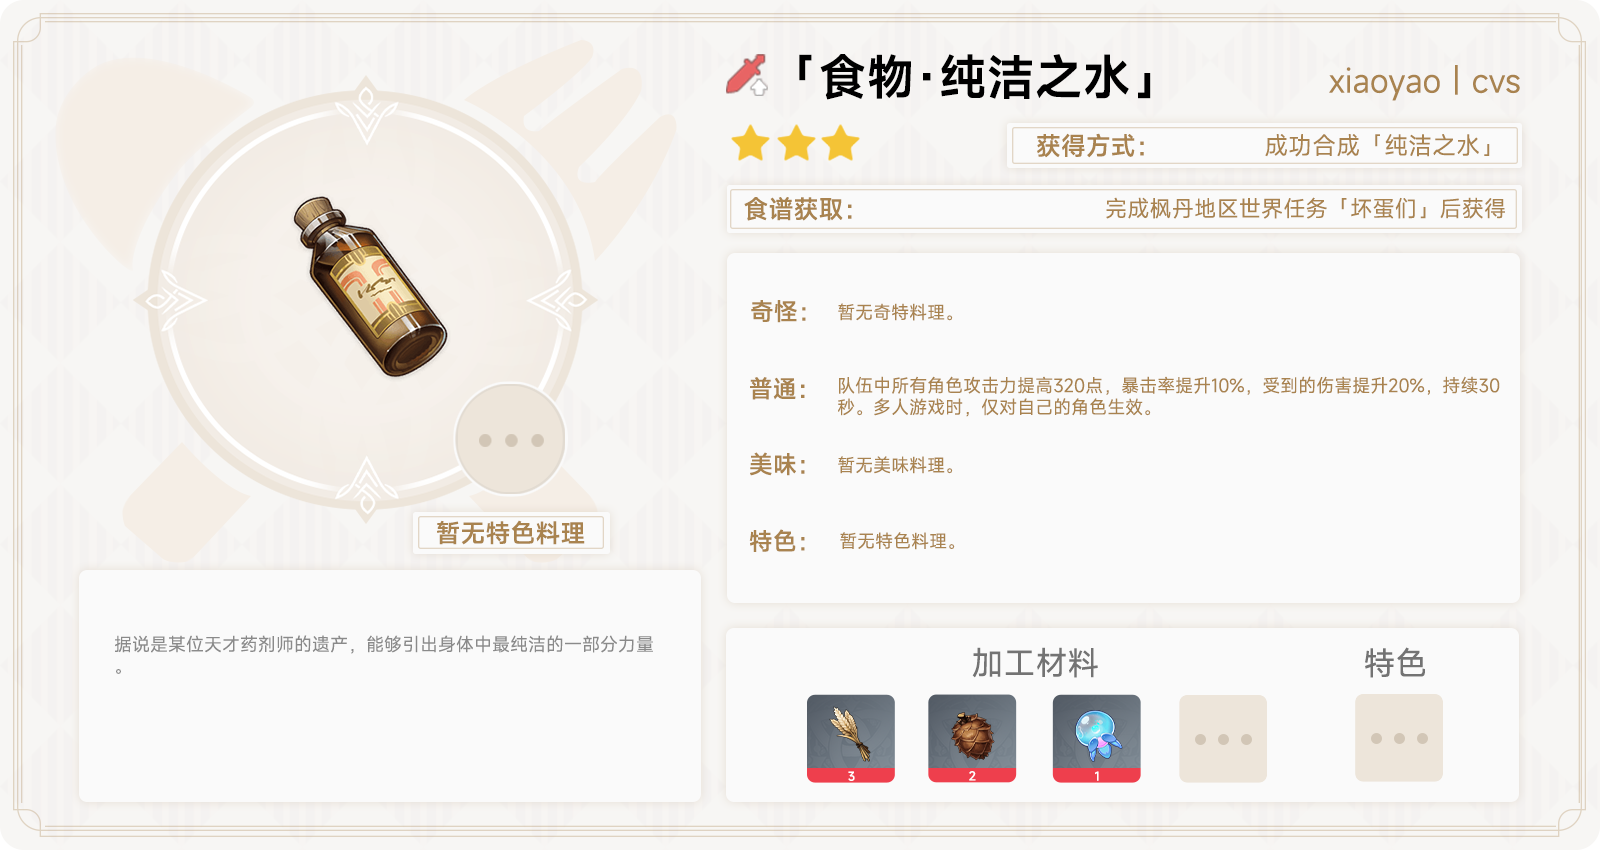 「食物·纯洁之水」
xiaoyao | cvs
获得方式：
成功合成「纯洁之水」
食谱获取：
完成枫丹地区世界任务「坏蛋们」后获得
奇怪：
暂无奇特料理。
普通：
队伍中所有角色攻击力提高320点，暴击率提升10%，受到的伤害提升20%，持续30
秒。多人游戏时，仅对自己的角色生效。
美味：
暂无美味料理。
特色：
暂无特色料理。
暂无特色料理
据说是某位天才药剂师的遗产，能够引出身体中最纯洁的一部分力量
。
加工材料
特色
3
2
1